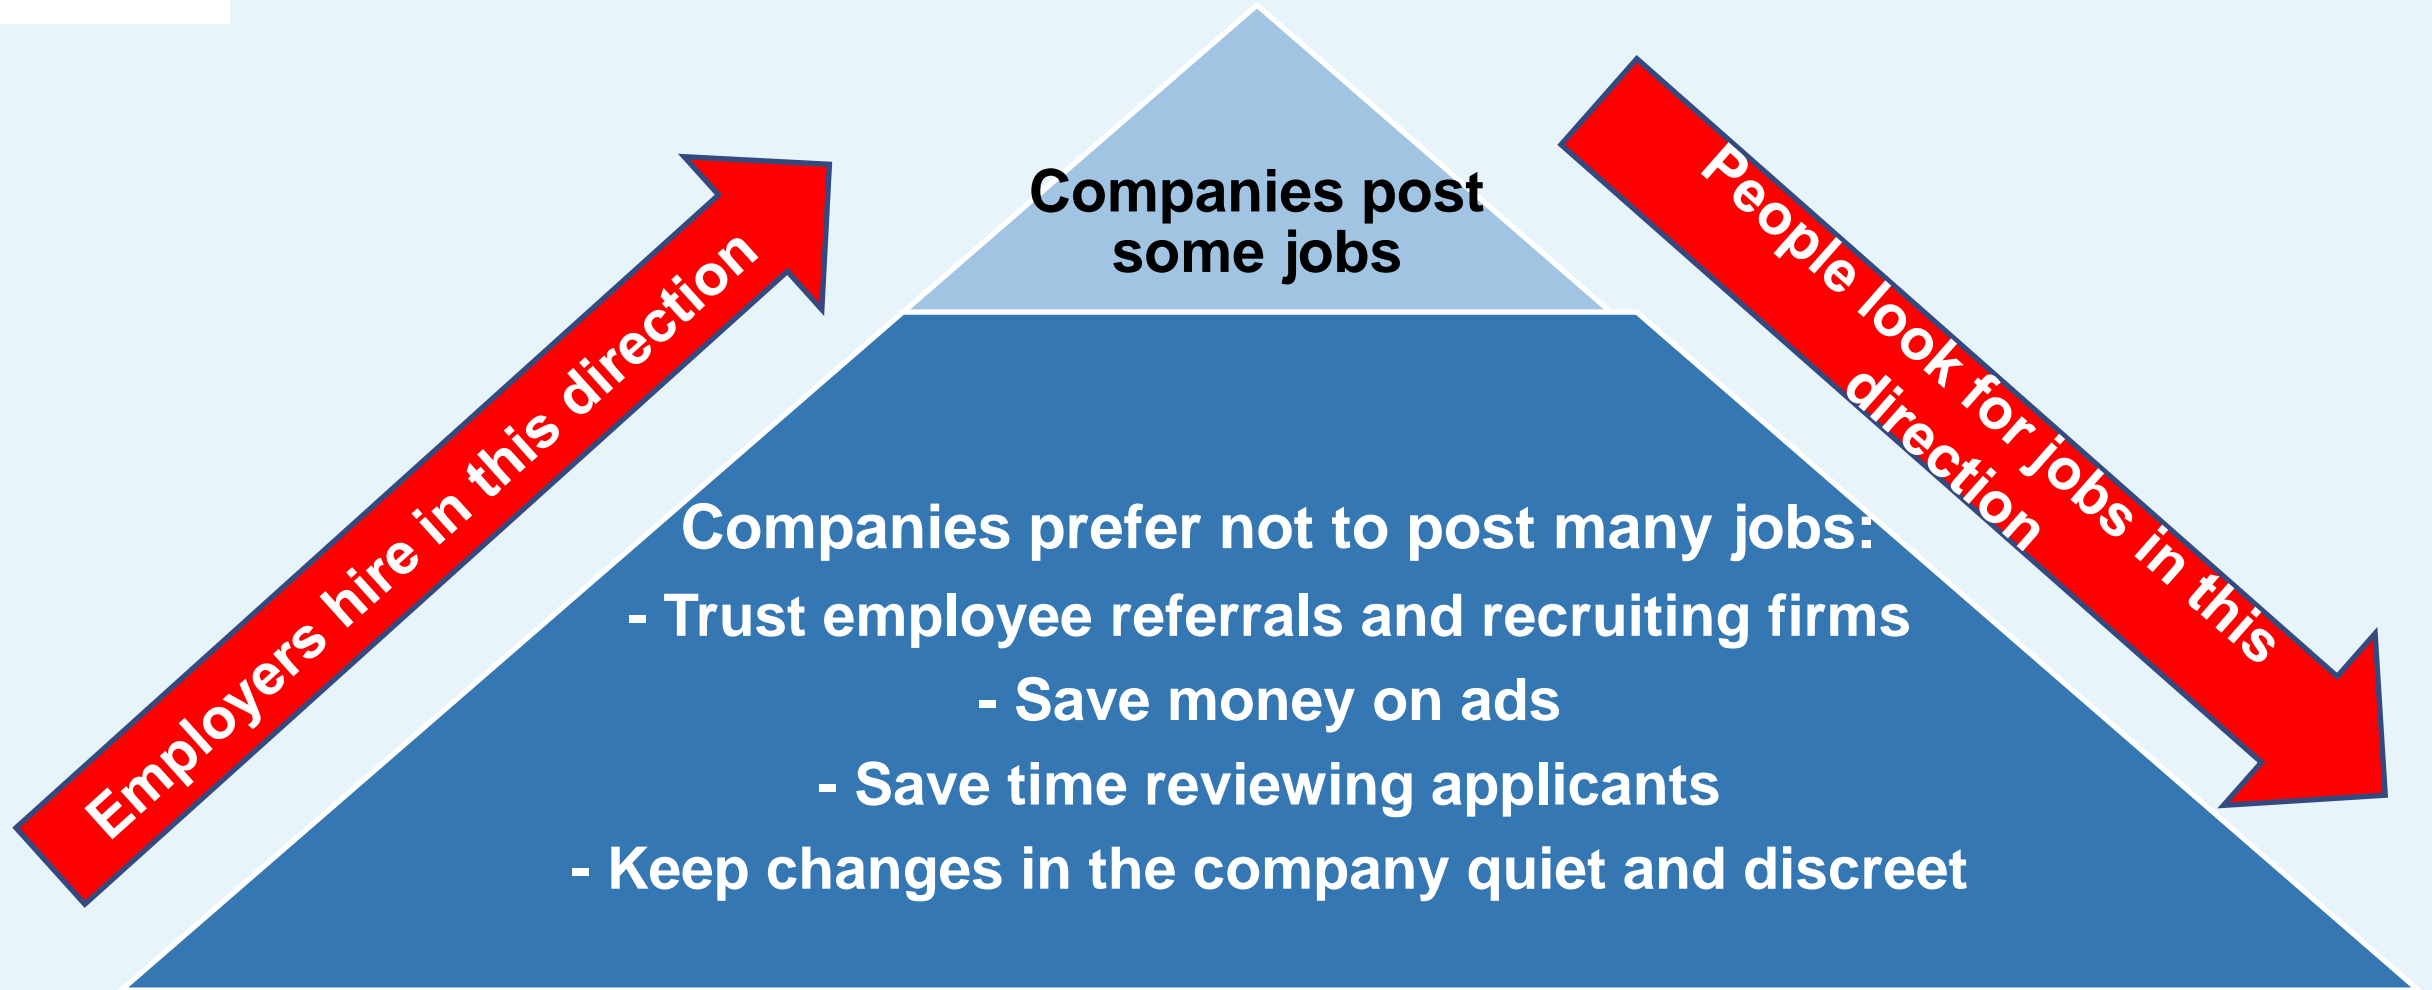 Employers hire in this direction
Companies post
some jobs
People look for jobs in this
direction
Companies prefer not to post many jobs:
- Trust employee referrals and recruiting firms
- Save money on ads
- Save time reviewing applicants
- Keep changes in the company quiet and discreet